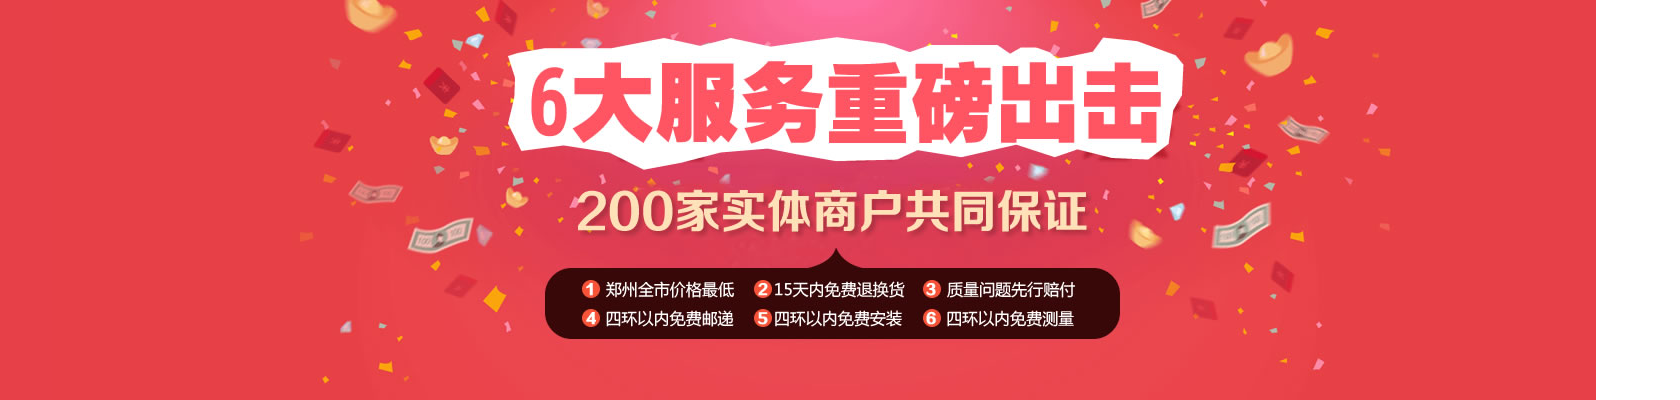 6大服务重磅出击
200家实体商户共同保证
1 郑州全市价格最低 2 15天内免费退换货 3 质量问题先行赔付
4 四环以内免费邮递 5 四环以内免费安装 6 四环以内免费测量